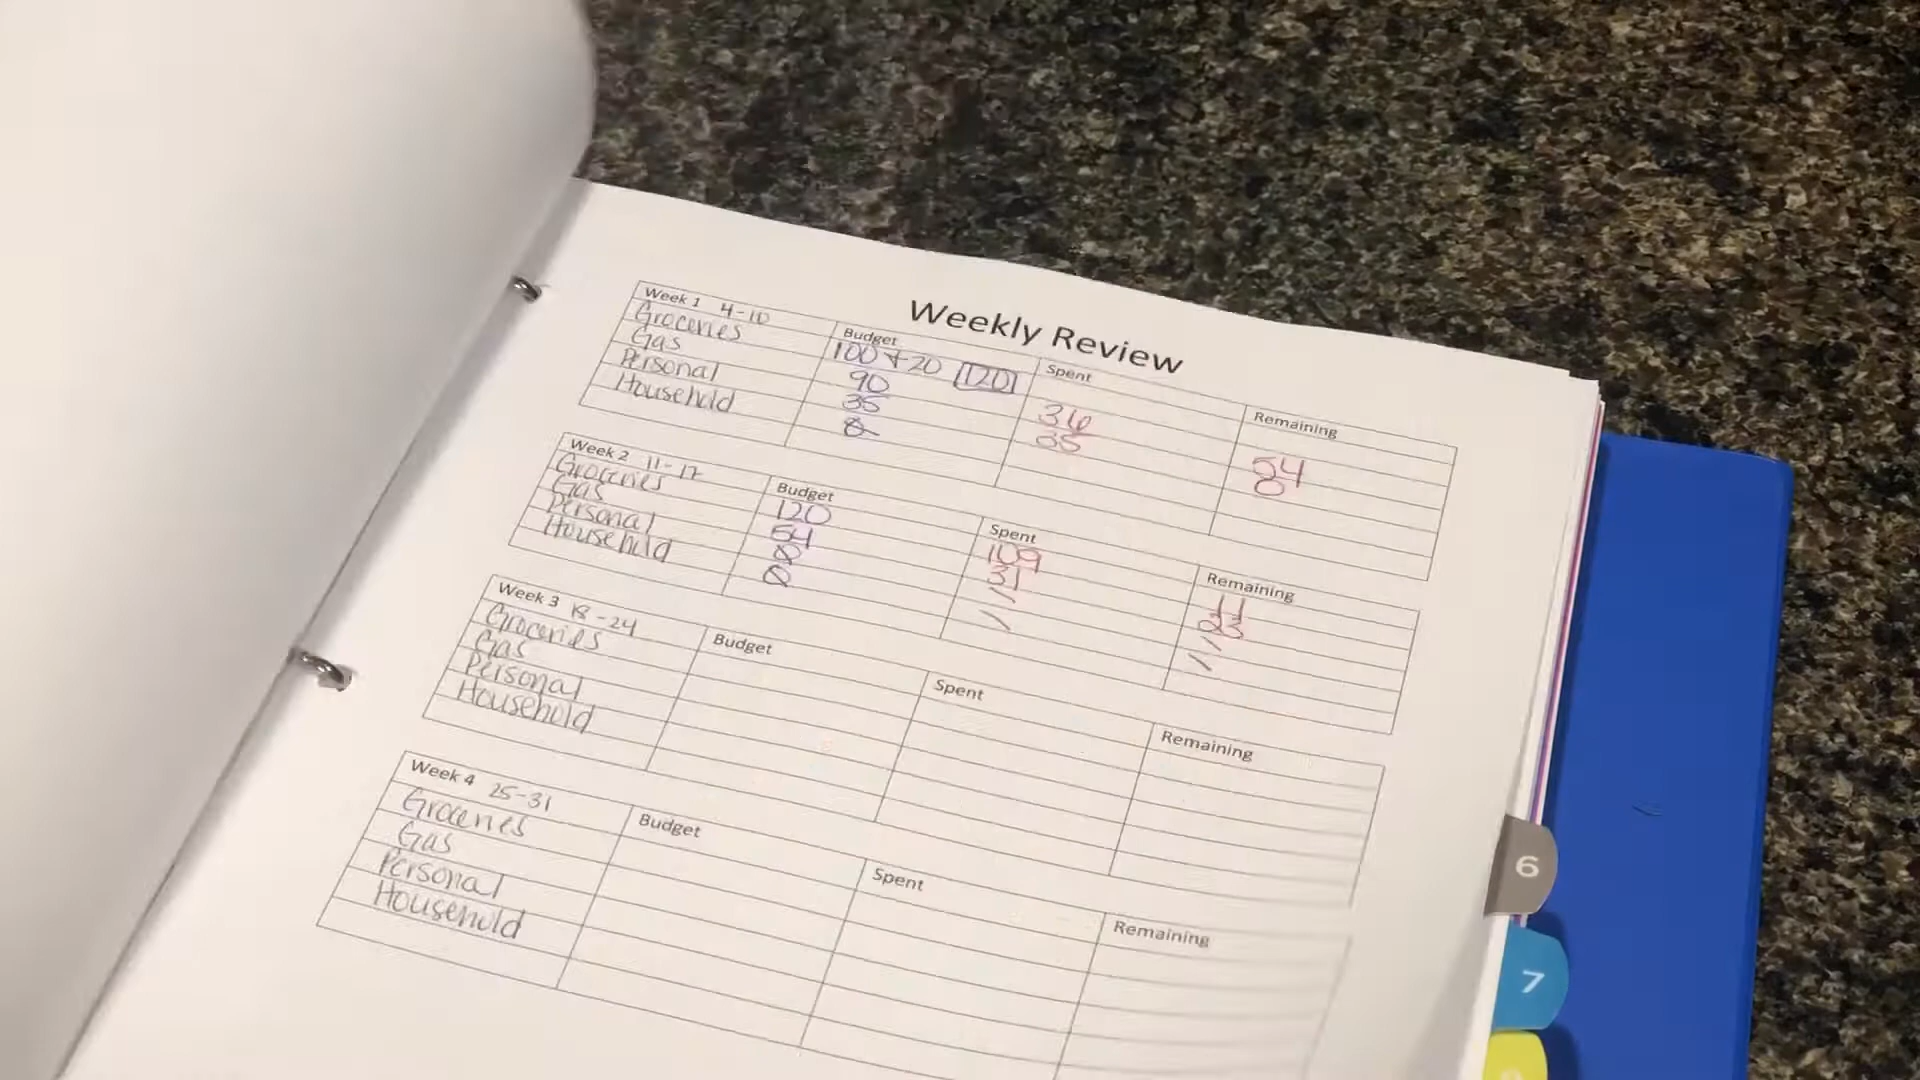 Weekly Review
Week 1 4-10 Budget Spent Remaining
Groceries 100 + 20 120
Gas 90 36 54
Personal 35 35 0
Household 0
Week 2 11-17 Budget Spent Remaining
Groceries 120 109 11
Gas 54 31 23
Personal 0
Household 0
Week 3 18-24 Budget Spent Remaining
Groceries
Gas
Personal
Household
Week 4 25-31 Budget Spent Remaining
Groceries
Gas
Personal
Household
6
7